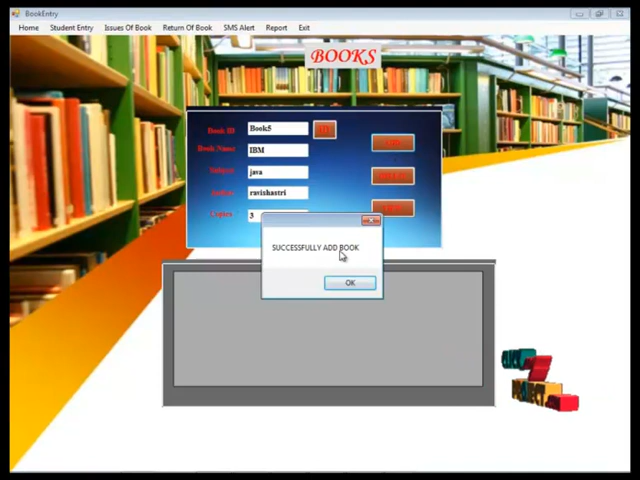 BookEntry
Home Student Entry Issues Of Book Return Of Book SMS Alert Report Exit
BOOKS
Book ID Book5
Book Name IBM
Subject java
ravishastri
Copies 3
SUCCESSFULLY ADD BOOK
OK